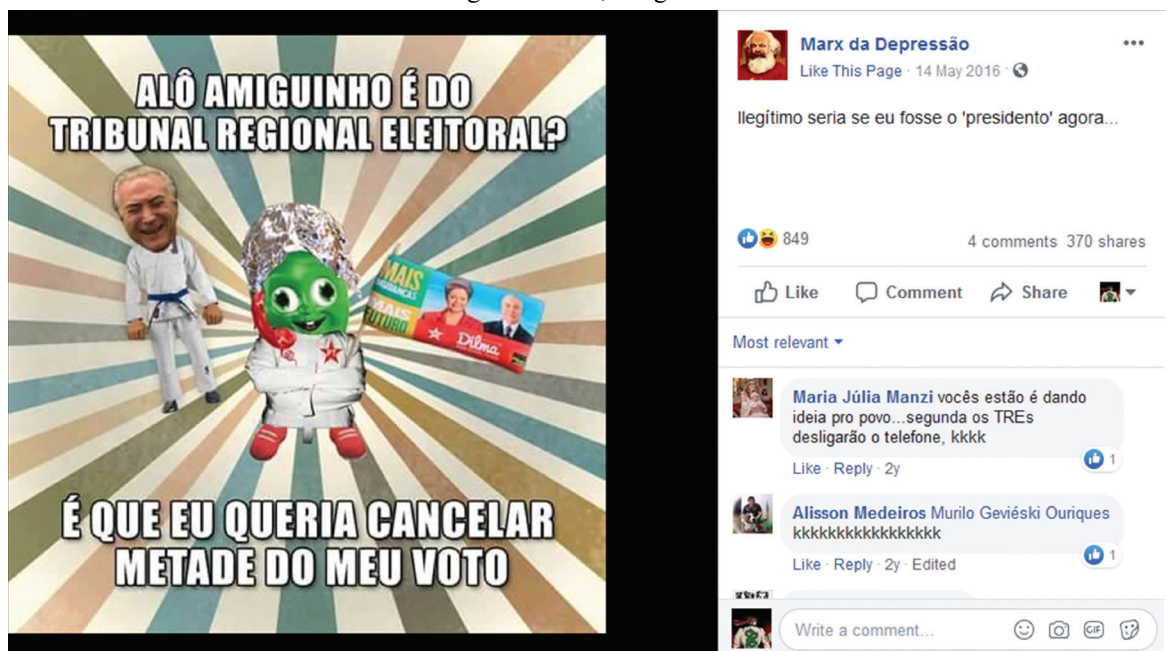 ALÔ AMIGUINHO É DO
TRIBUNAL REGIONAL ELEITORAL?
MAIS
MUDANÇAS
MAIS
FUTURO
Dilma
É QUE EU QUERIA CANCELAR
METADE DO MEU VOTO
Marx da Depressão
Like This Page · 14 May 2016
Ilegítimo seria se eu fosse o 'presidento' agora...
849
4 comments 370 shares
Like Comment Share
Most relevant
Maria Júlia Manzi vocês estão é dando
ideia pro povo...segunda os TREs
desligarão o telefone, kkkk
1
Like · Reply · 2y
Alisson Medeiros Murilo Geviéski Ouriques
kkkkkkkkkkkkkkkkk
1
Like · Reply · 2y · Edited
Write a comment...
GIF